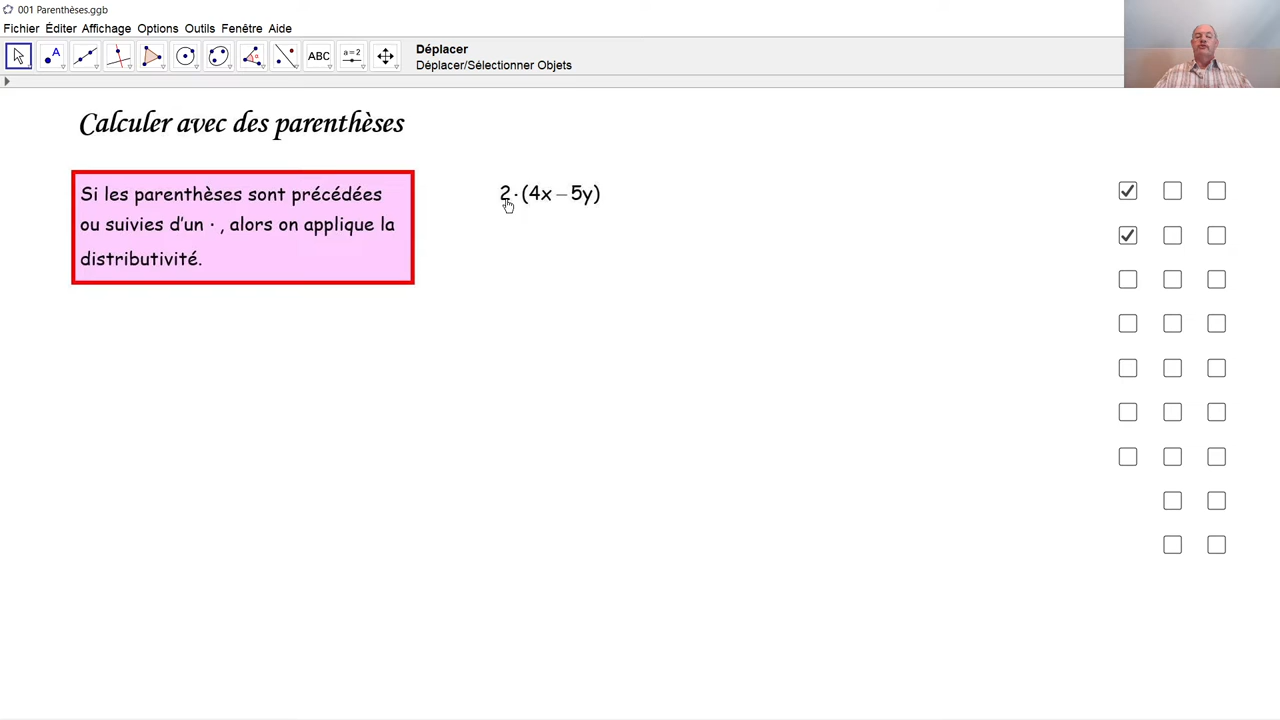 001 Parenthèses.ggb
Fichier Éditer Affichage Options Outils Fenêtre Aide
A
ABC
a=2
Déplacer
Déplacer/Sélectionner Objets
Calculer avec des parenthèses
Si les parenthèses sont précédées
ou suivies d'un · , alors on applique la
distributivité.
2·(4x – 5y)